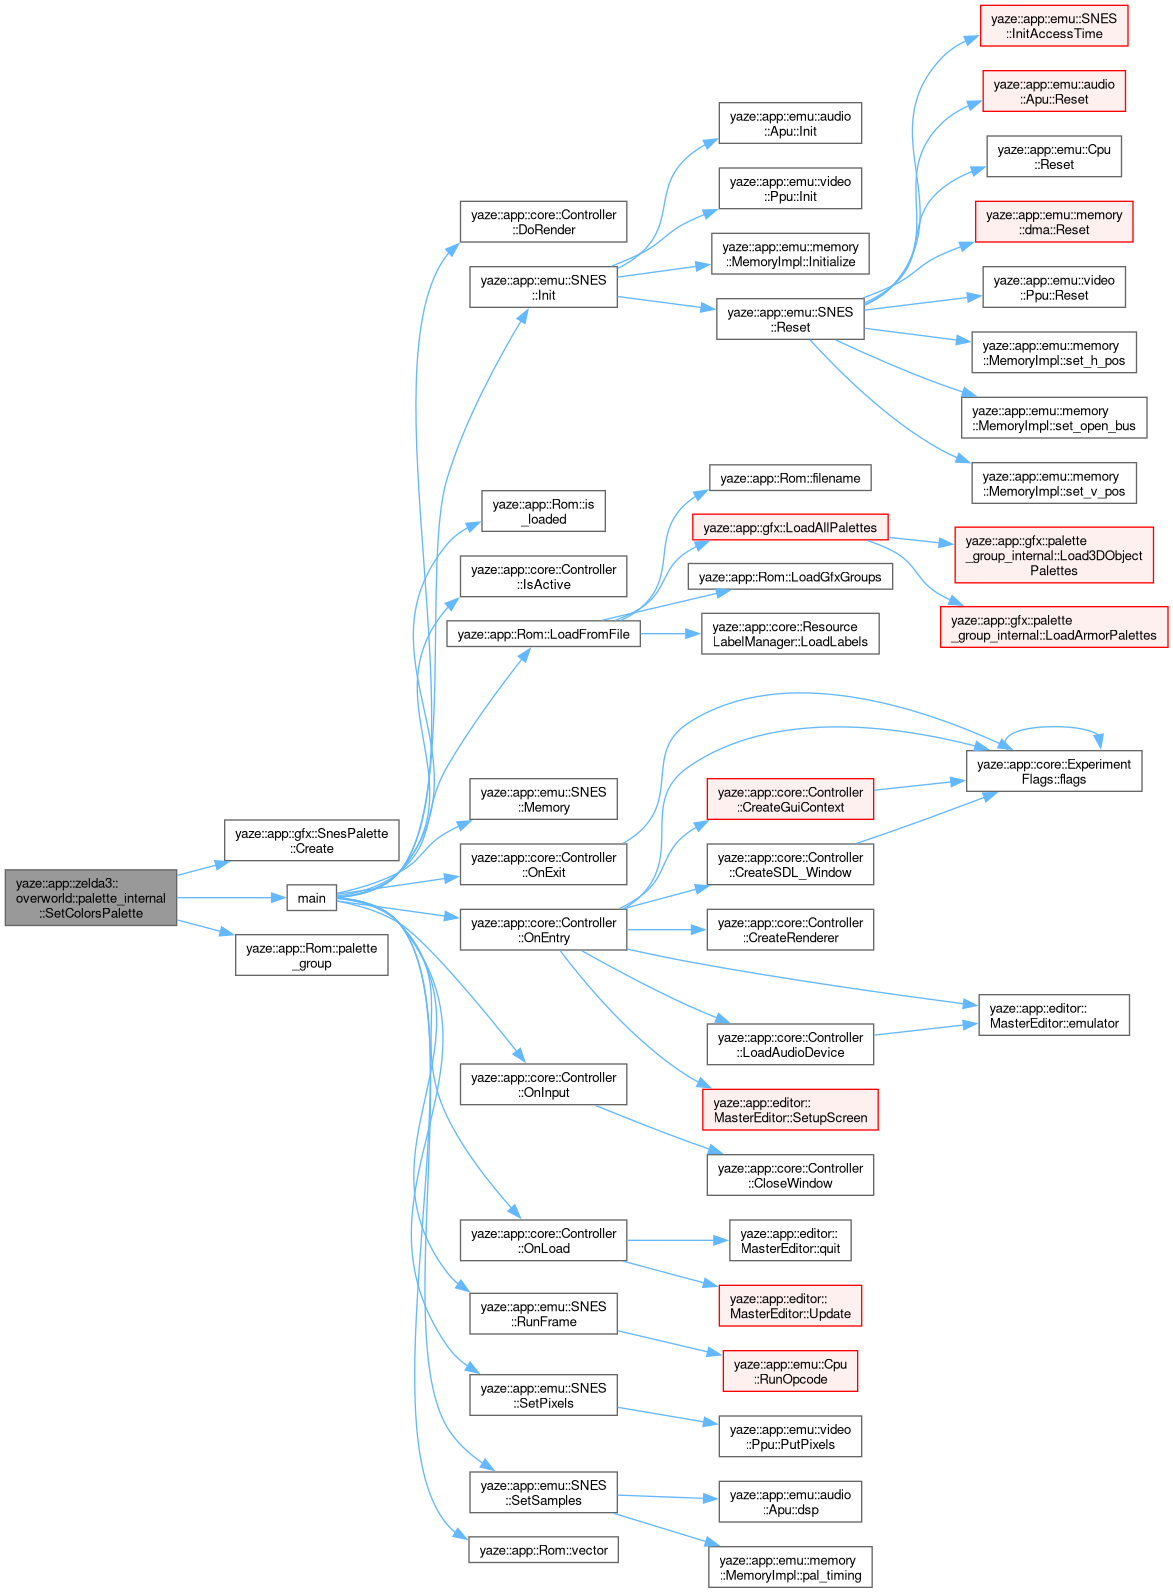 yaze::app::zelda3::
overworld::palette_internal
::SetColorsPalette
yaze::app::gfx::SnesPalette
::Create
main
yaze::app::Rom::palette
_group
yaze::app::core::Controller
::DoRender
yaze::app::emu::SNES
::Init
yaze::app::Rom::is
_loaded
yaze::app::core::Controller
::IsActive
yaze::app::Rom::LoadFromFile
yaze::app::emu::SNES
::Memory
yaze::app::core::Controller
::OnExit
yaze::app::core::Controller
::OnEntry
yaze::app::core::Controller
::OnInput
yaze::app::core::Controller
::OnLoad
yaze::app::emu::SNES
::RunFrame
yaze::app::emu::SNES
::SetPixels
yaze::app::emu::SNES
::SetSamples
yaze::app::Rom::vector
yaze::app::emu::audio
::Apu::Init
yaze::app::emu::video
::Ppu::Init
yaze::app::emu::memory
::MemoryImpl::Initialize
yaze::app::emu::SNES
::Reset
yaze::app::Rom::filename
yaze::app::gfx::LoadAllPalettes
yaze::app::Rom::LoadGfxGroups
yaze::app::core::Resource
LabelManager::LoadLabels
yaze::app::core::Controller
::CreateGuiContext
yaze::app::core::Controller
::CreateSDL_Window
yaze::app::core::Controller
::CreateRenderer
yaze::app::core::Controller
::LoadAudioDevice
yaze::app::editor::
MasterEditor::SetupScreen
yaze::app::core::Controller
::CloseWindow
yaze::app::editor::
MasterEditor::quit
yaze::app::editor::
MasterEditor::Update
yaze::app::emu::Cpu
::RunOpcode
yaze::app::emu::video
::Ppu::PutPixels
yaze::app::emu::audio
::Apu::dsp
yaze::app::emu::memory
::MemoryImpl::pal_timing
yaze::app::emu::SNES
::InitAccessTime
yaze::app::emu::audio
::Apu::Reset
yaze::app::emu::Cpu
::Reset
yaze::app::emu::memory
::dma::Reset
yaze::app::emu::video
::Ppu::Reset
yaze::app::emu::memory
::MemoryImpl::set_h_pos
yaze::app::emu::memory
::MemoryImpl::set_open_bus
yaze::app::emu::memory
::MemoryImpl::set_v_pos
yaze::app::gfx::palette
_group_internal::Load3DObject
Palettes
yaze::app::gfx::palette
_group_internal::LoadArmorPalettes
yaze::app::core::Experiment
Flags::flags
yaze::app::editor::
MasterEditor::emulator